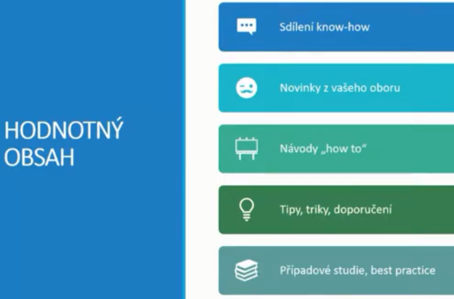 HODNOTNÝ
OBSAH
Sdílení know-how
Novinky z vašeho oboru
Návody „how to“
Tipy, triky, doporučení
Případové studie, best practice